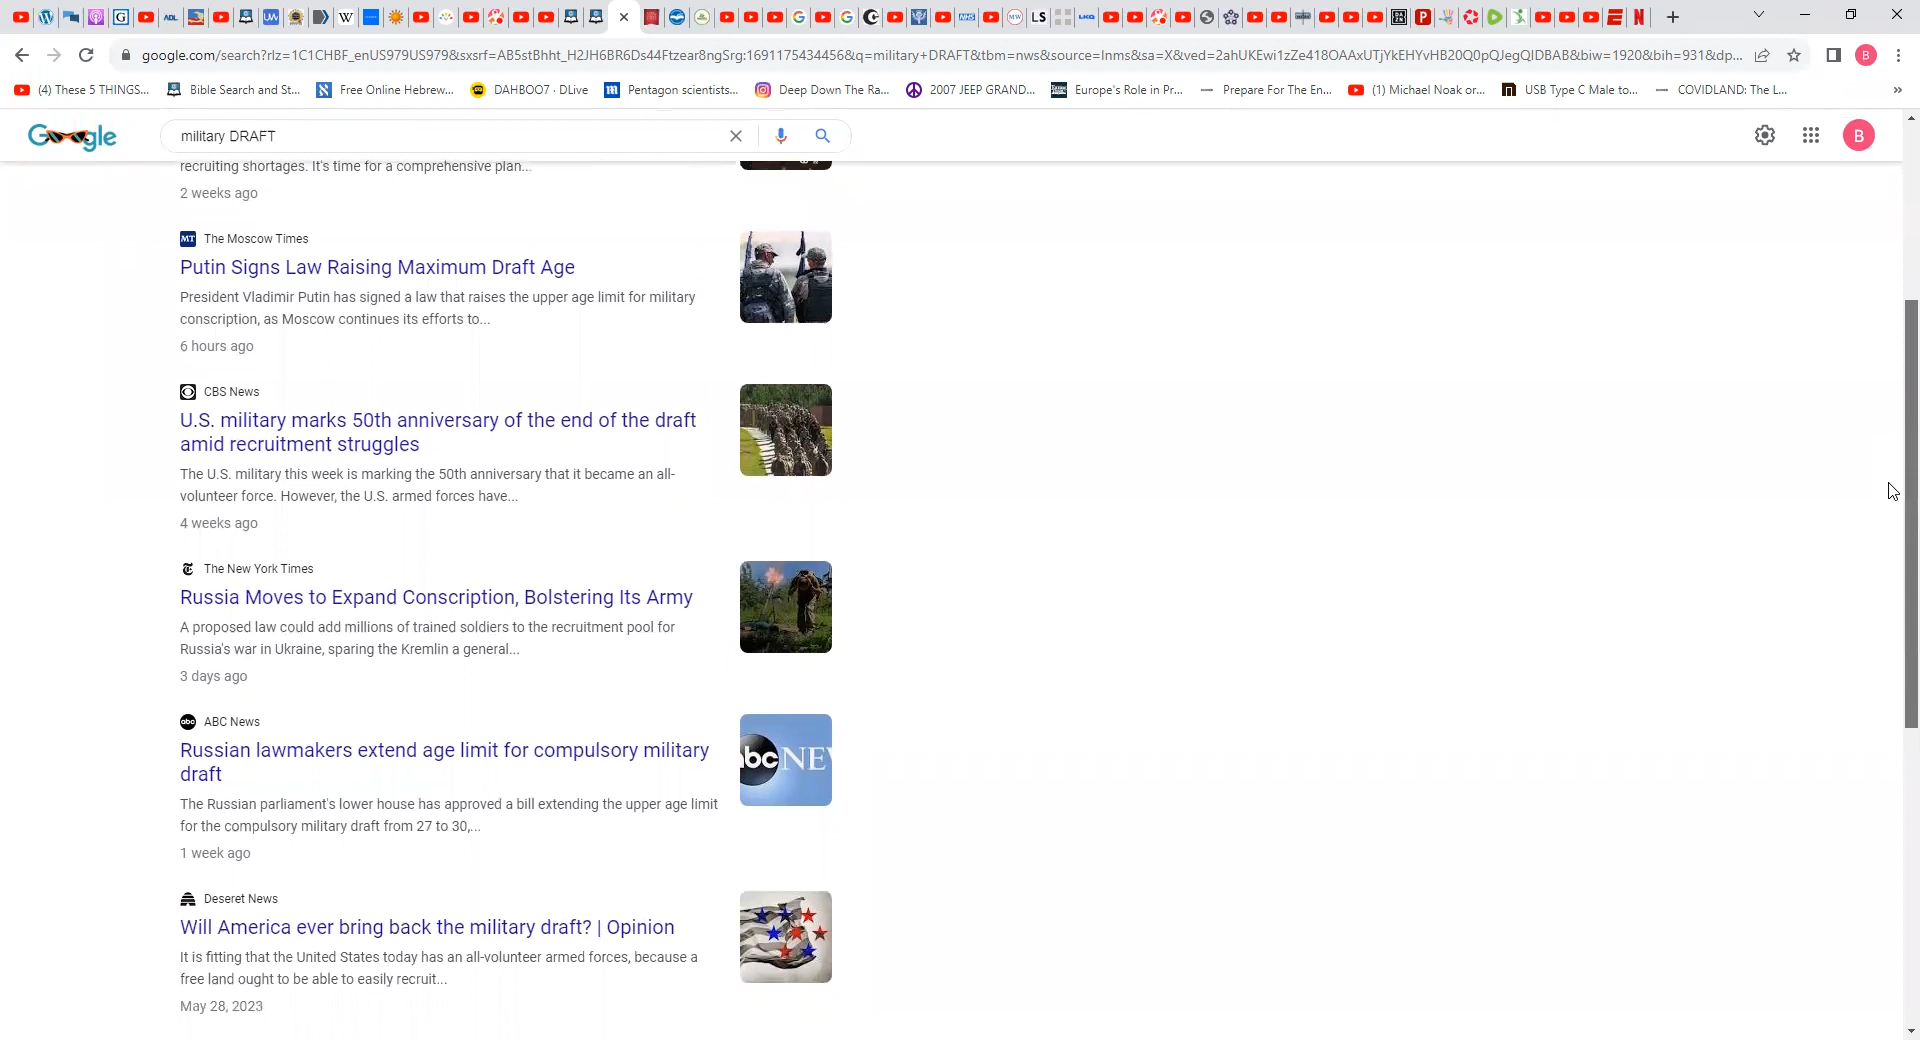 google.com/search?rlz=1C1CHBF_enUS979US979&sxsrf=AB5stBhht_H2JH6BR6Ds44Ftzear8ngSrg:1691175434456&q=military+DRAFT&tbm=nws&source=lnms&sa=X&ved=2ahUKEwi1zZe418OAAxUTjYkEHYvHB20Q0pQJegQIDBAB&biw=1920&bih=931&dp...
(4) These 5 THINGS...
Bible Search and St...
Free Online Hebrew...
DAHBOO7 · DLive
Pentagon scientists...
Deep Down The Ra...
2007 JEEP GRAND...
Europe's Role in Pr...
Prepare For The En...
(1) Michael Noak or...
USB Type C Male to...
COVIDLAND: The L...
»
Google
military DRAFT
B
recruiting shortages. It's time for a comprehensive plan...
2 weeks ago
MT The Moscow Times
Putin Signs Law Raising Maximum Draft Age
President Vladimir Putin has signed a law that raises the upper age limit for military
conscription, as Moscow continues its efforts to...
6 hours ago
CBS News
U.S. military marks 50th anniversary of the end of the draft
amid recruitment struggles
The U.S. military this week is marking the 50th anniversary that it became an all-
volunteer force. However, the U.S. armed forces have...
4 weeks ago
The New York Times
Russia Moves to Expand Conscription, Bolstering Its Army
A proposed law could add millions of trained soldiers to the recruitment pool for
Russia's war in Ukraine, sparing the Kremlin a general...
3 days ago
abc ABC News
Russian lawmakers extend age limit for compulsory military
draft
The Russian parliament's lower house has approved a bill extending the upper age limit
for the compulsory military draft from 27 to 30,...
1 week ago
abc NEV
Deseret News
Will America ever bring back the military draft? | Opinion
It is fitting that the United States today has an all-volunteer armed forces, because a
free land ought to be able to easily recruit...
May 28, 2023